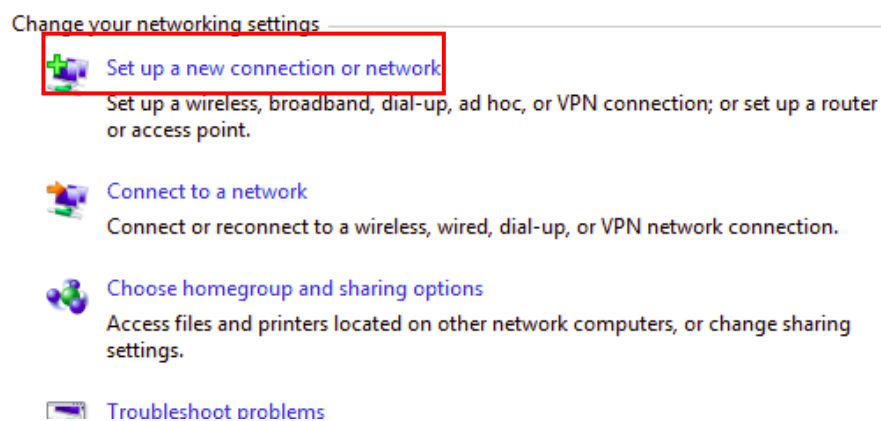 Change your networking settings
Set up a new connection or network
Set up a wireless, broadband, dial-up, ad hoc, or VPN connection; or set up a router
or access point.
Connect to a network
Connect or reconnect to a wireless, wired, dial-up, or VPN network connection.
Choose homegroup and sharing options
Access files and printers located on other network computers, or change sharing
settings.
Troubleshoot problems